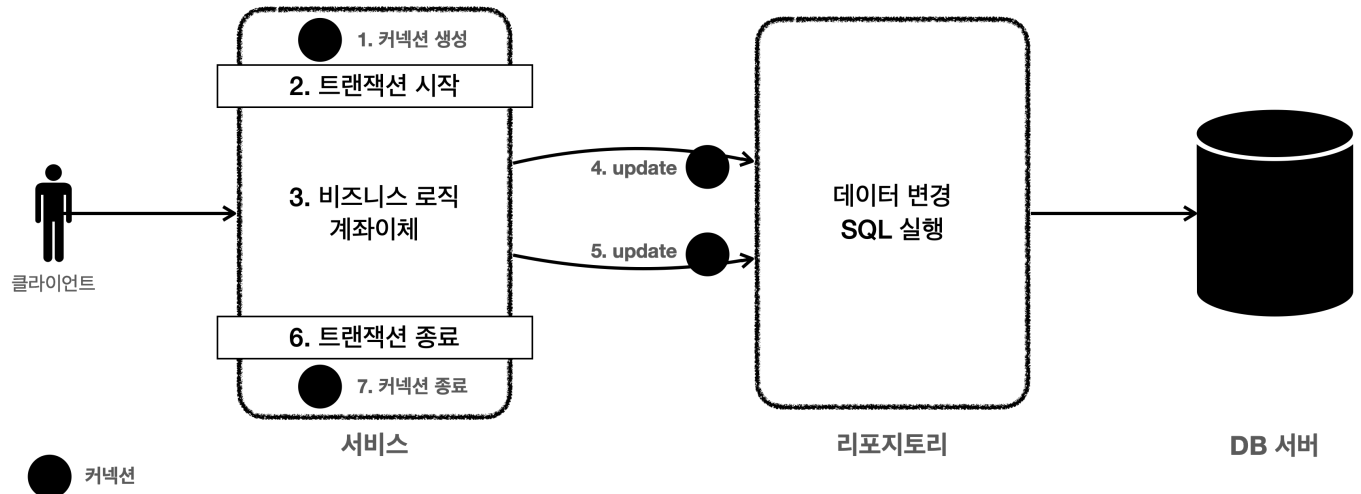 1. 커넥션 생성
2. 트랜잭션 시작
4. update
3. 비즈니스 로직
계좌이체
데이터 변경
SQL 실행
5. update
클라이언트
6. 트랜잭션 종료
7. 커넥션 종료
서비스
리포지토리
DB 서버
커넥션